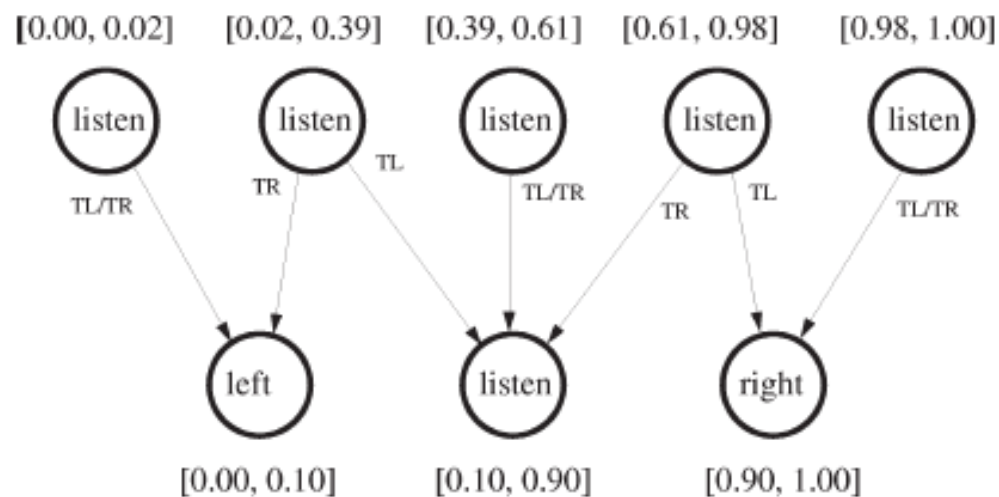 [0.00, 0.02] [0.02, 0.39] [0.39, 0.61] [0.61, 0.98] [0.98, 1.00]
listen listen listen listen listen
TL/TR TR TL TL/TR TR TL TL/TR
left listen right
[0.00, 0.10] [0.10, 0.90] [0.90, 1.00]